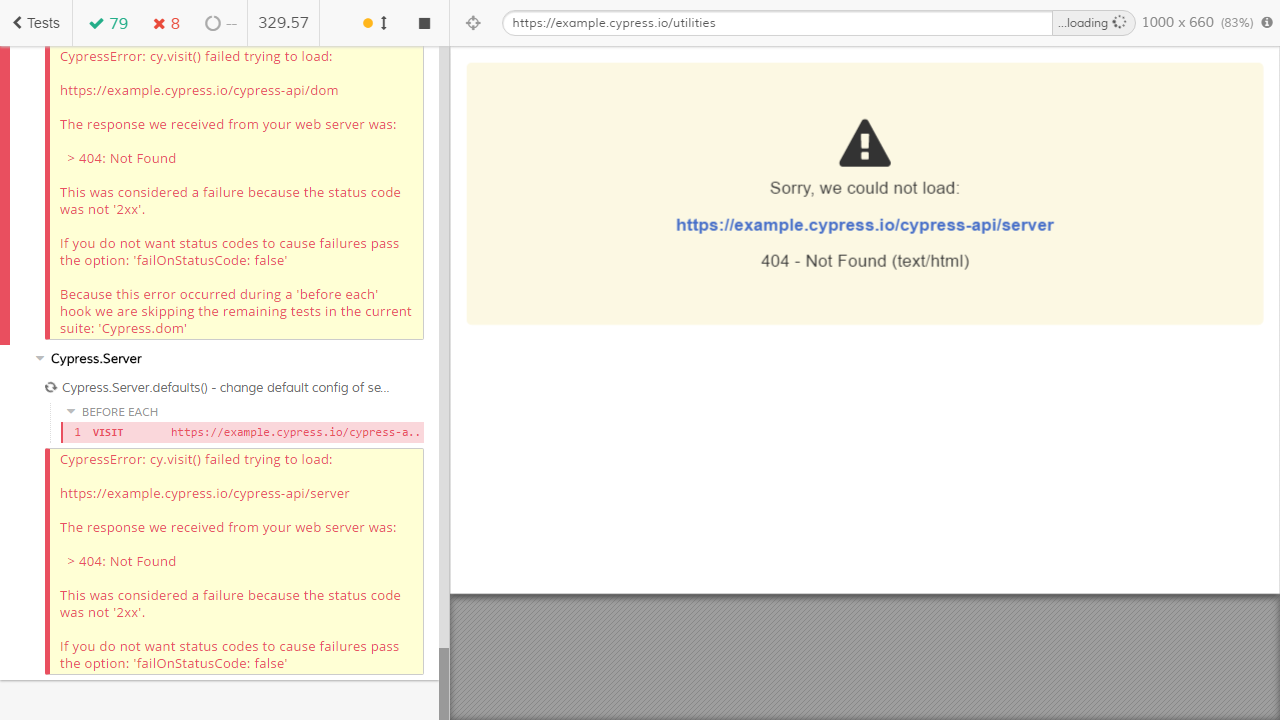 Tests
79
8
--
329.57
https://example.cypress.io/utilities
...loading
1000 x 660 (83%)
CypressError: cy.visit() failed trying to load:
https://example.cypress.io/cypress-api/dom
The response we received from your web server was:
> 404: Not Found
This was considered a failure because the status code
was not '2xx'.
If you do not want status codes to cause failures pass
the option: 'failOnStatusCode: false'
Because this error occurred during a 'before each'
hook we are skipping the remaining tests in the current
suite: 'Cypress.dom'
Cypress.Server
Cypress.Server.defaults() - change default config of se...
BEFORE EACH
1 VISIT https://example.cypress.io/cypress-a..
CypressError: cy.visit() failed trying to load:
https://example.cypress.io/cypress-api/server
The response we received from your web server was:
> 404: Not Found
This was considered a failure because the status code
was not '2xx'.
If you do not want status codes to cause failures pass
the option: 'failOnStatusCode: false'
Sorry, we could not load:
https://example.cypress.io/cypress-api/server
404 - Not Found (text/html)